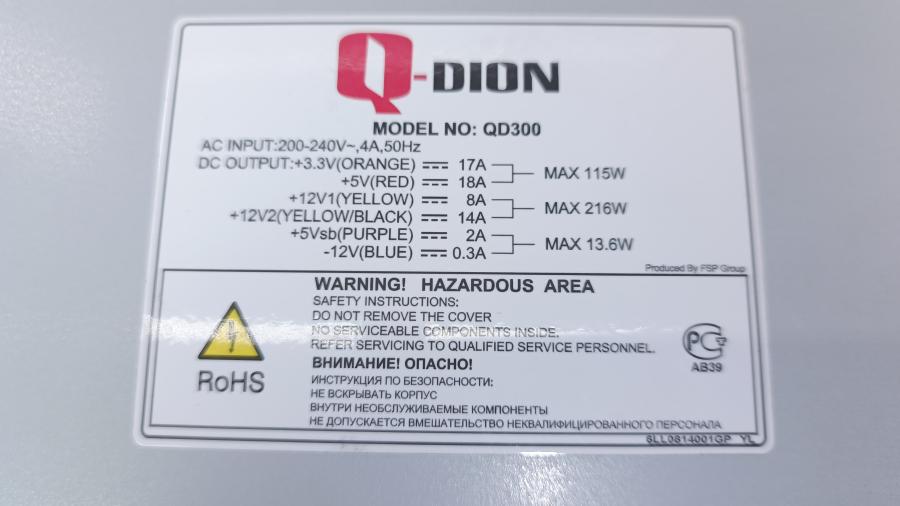 Q-DION
MODEL NO: QD300
AC INPUT:200-240V~,4A,50Hz
DC OUTPUT:+3.3V(ORANGE) 17A
+5V(RED) 18A
MAX 115W
+12V1(YELLOW) 8A
+12V2(YELLOW/BLACK) 14A
MAX 216W
+5Vsb(PURPLE) 2A
-12V(BLUE) 0.3A
MAX 13.6W
Produced By FSP Group
WARNING! HAZARDOUS AREA
SAFETY INSTRUCTIONS:
DO NOT REMOVE THE COVER
NO SERVICEABLE COMPONENTS INSIDE.
REFER SERVICING TO QUALIFIED SERVICE PERSONNEL.
ВНИМАНИЕ! ОПАСНО!
ИНСТРУКЦИЯ ПО БЕЗОПАСНОСТИ:
НЕ ВСКРЫВАТЬ КОРПУС
ВНУТРИ НЕОБСЛУЖИВАЕМЫЕ КОМПОНЕНТЫ
НЕ ДОПУСКАЕТСЯ ВМЕШАТЕЛЬСТВО НЕКВАЛИФИЦИРОВАННОГО ПЕРСОНАЛА
RoHS
РС
АВ39
6LL0814001GP YL